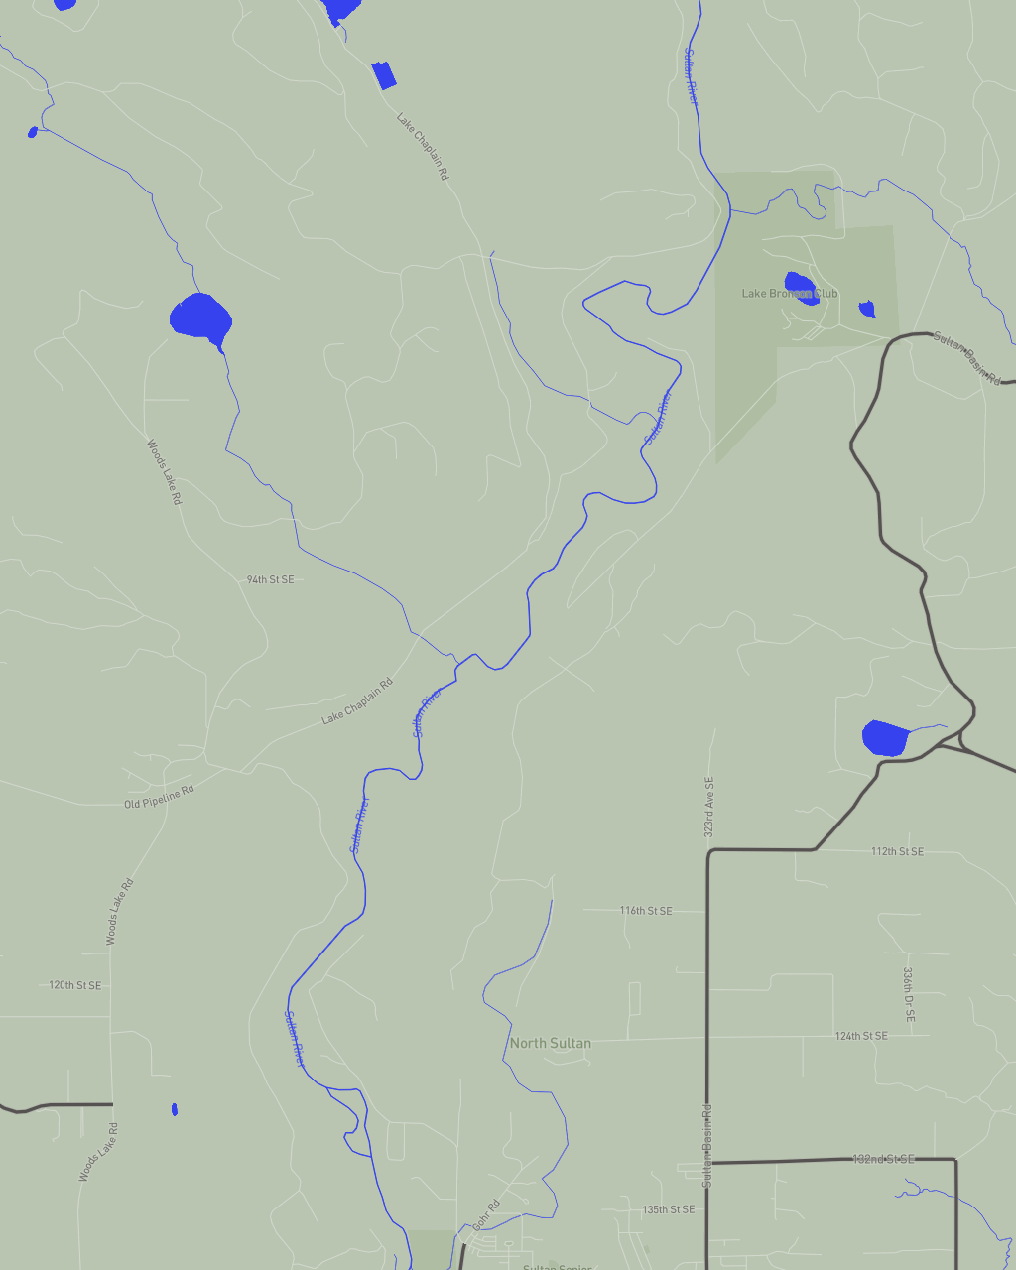 Sultan River
Lake Chaplain Rd
Lake Bronson Club
Sultan Basin Rd
Sultan River
Woods Lake Rd
94th St SE
Lake Chaplain Rd
Sultan River
Old Pipeline Rd
Sultan River
323rd Ave SE
112th St SE
Woods Lake Rd
116th St SE
120th St SE
336th Dr SE
Sultan River
North Sultan
124th St SE
Woods Lake Rd
Sultan Basin Rd
132nd St SE
Gohr Rd
135th St SE
Sultan Senior